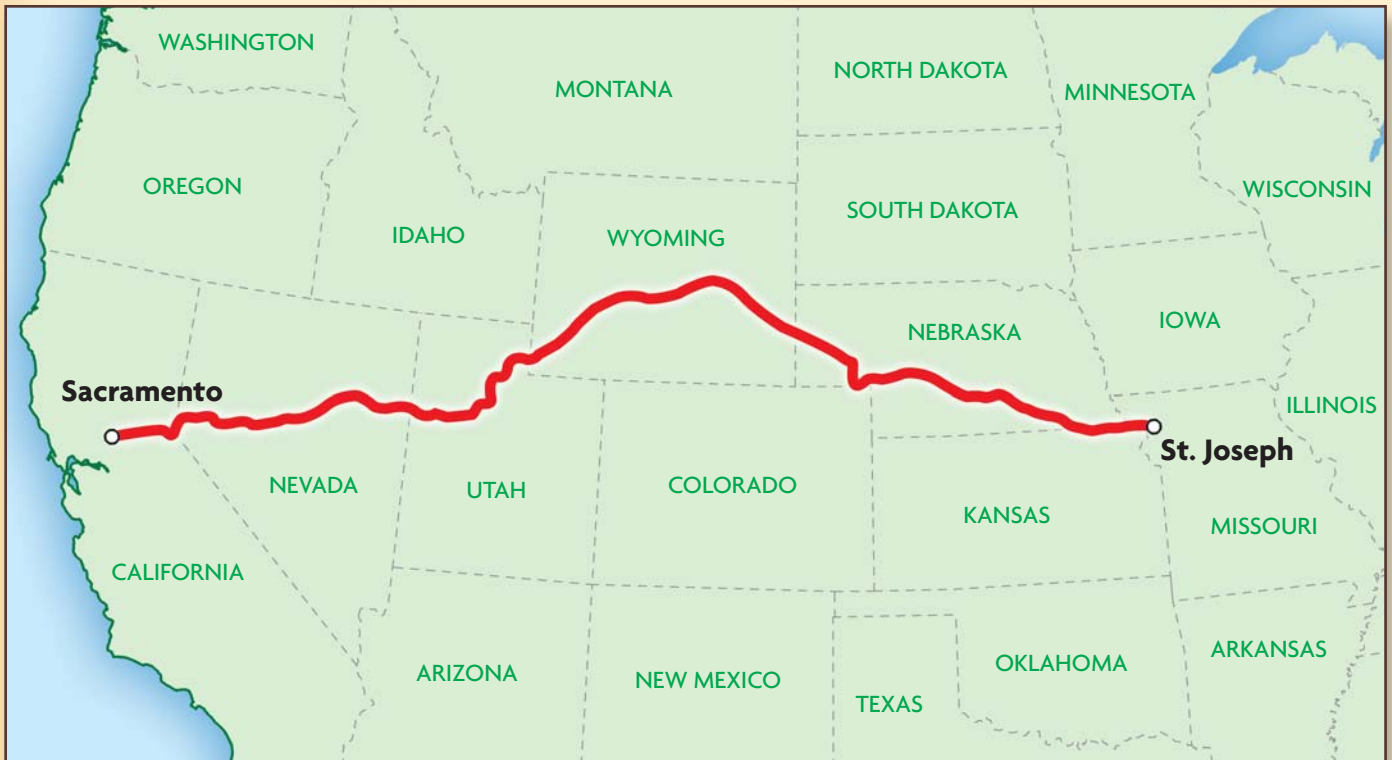 WASHINGTON
MONTANA
NORTH DAKOTA
MINNESOTA
OREGON
IDAHO
WYOMING
SOUTH DAKOTA
WISCONSIN
NEBRASKA
IOWA
Sacramento
ILLINOIS
St. Joseph
NEVADA
UTAH
COLORADO
KANSAS
MISSOURI
CALIFORNIA
ARIZONA
NEW MEXICO
TEXAS
OKLAHOMA
ARKANSAS